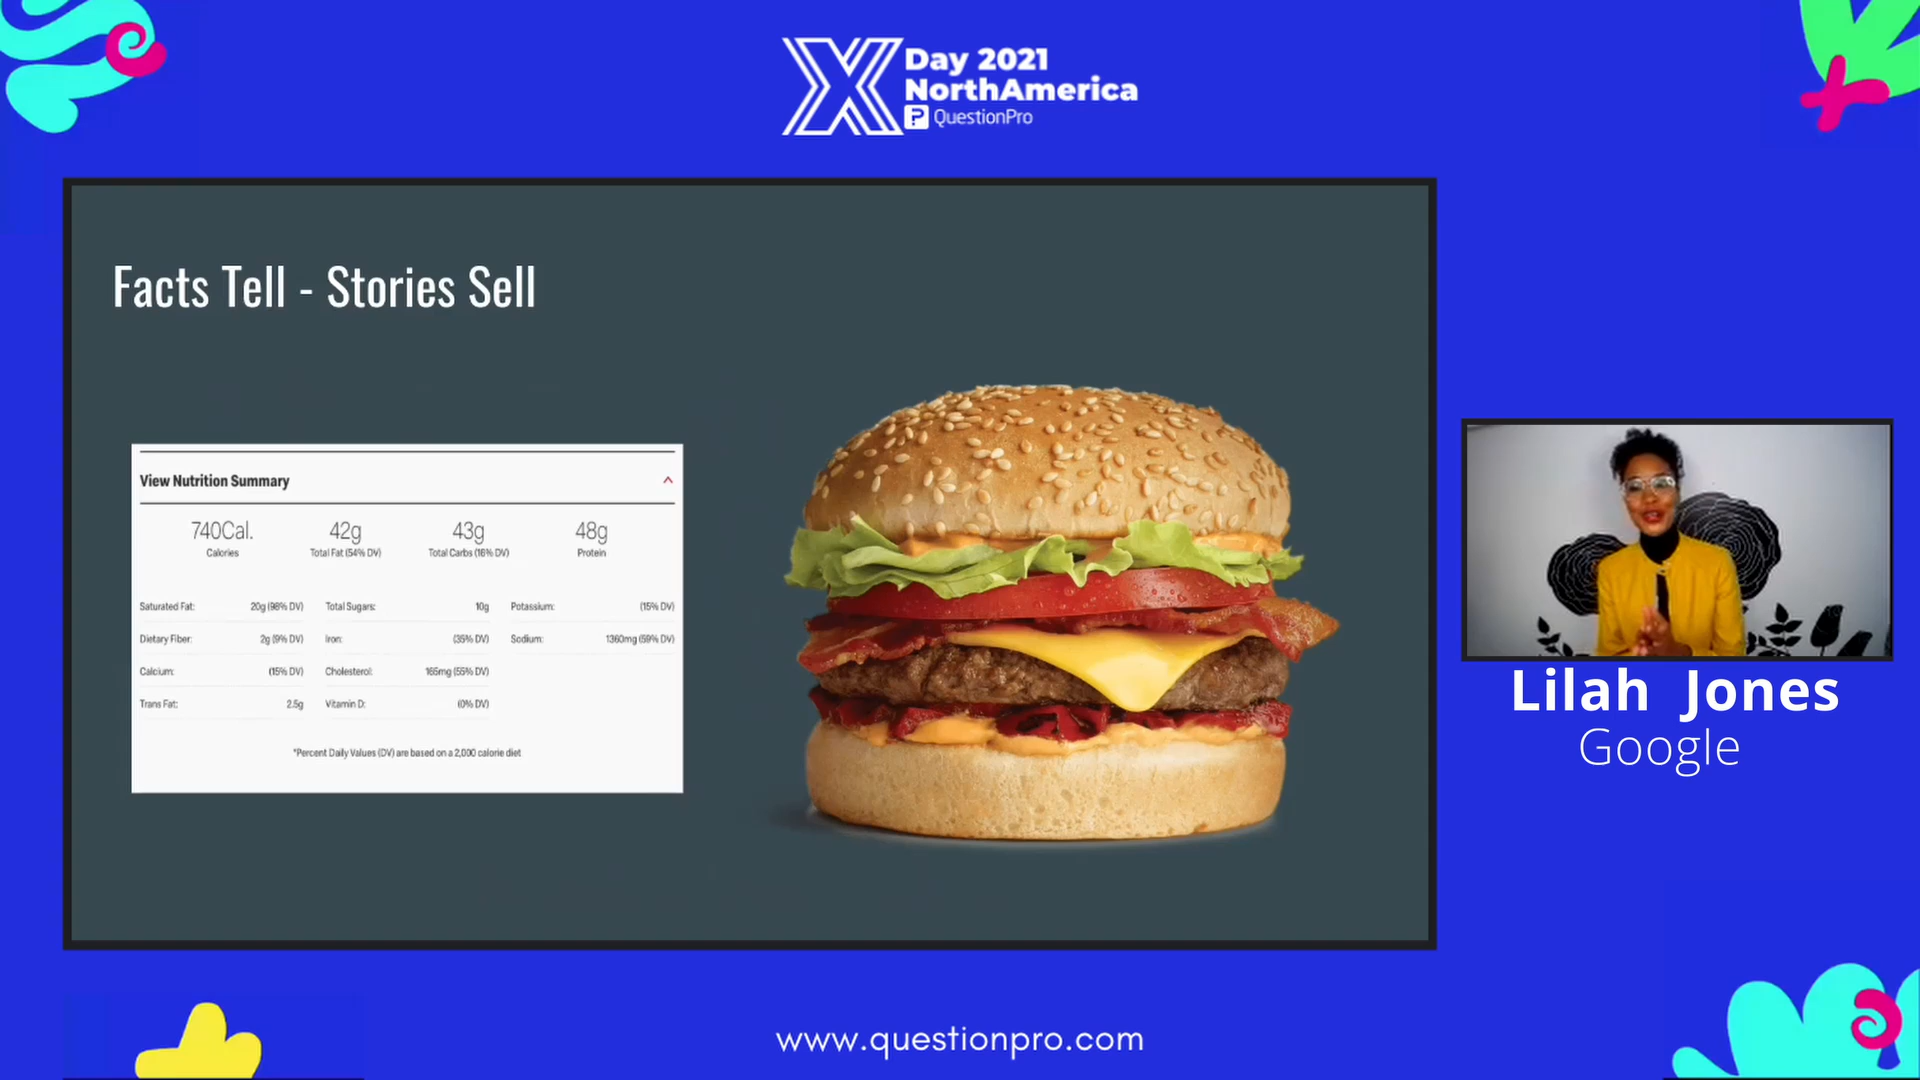 Day 2021
NorthAmerica
QuestionPro
Facts Tell - Stories Sell
View Nutrition Summary
740Cal. 42g 43g 48g
Calories Total Fat (54% DV) Total Carbs (16% DV) Protein
Saturated Fat: 20g (98% DV) Total Sugars: 10g Potassium: (15% DV)
Dietary Fiber: 2g (9% DV) Iron: (35% DV) Sodium: 1360mg (59% DV)
Calcium: (15% DV) Cholesterol: 165mg (55% DV)
Trans Fat: 2.5g Vitamin D: (0% DV)
*Percent Daily Values (DV) are based on a 2,000 calorie diet
Lilah Jones
Google
www.questionpro.com